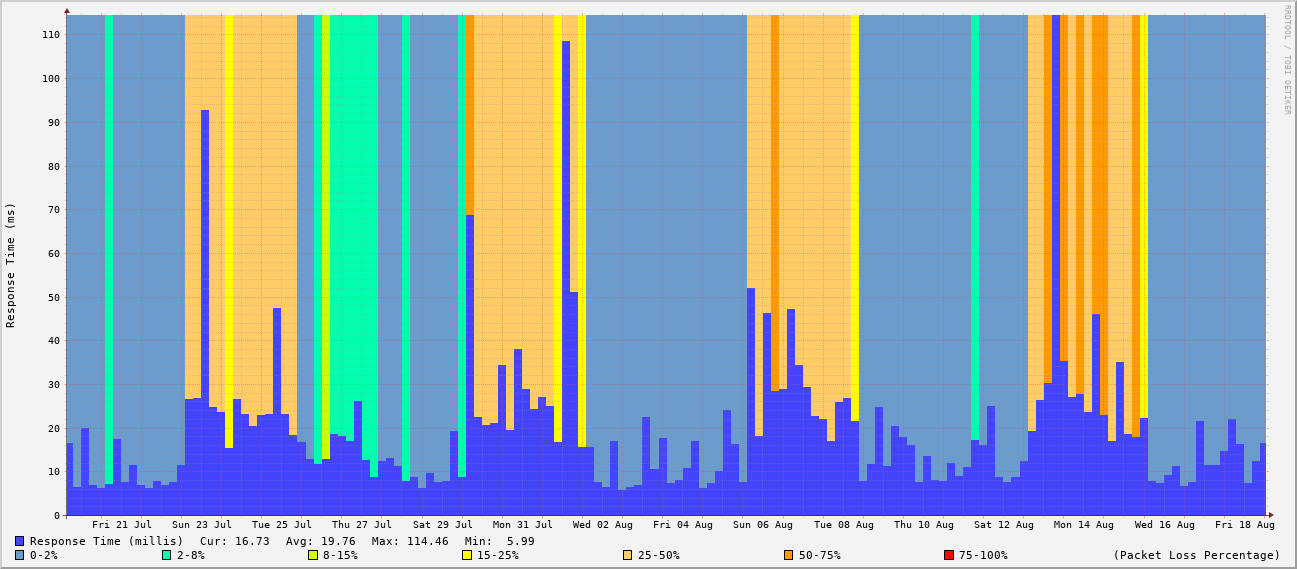 RRDTOOL / TOBI OETIKER
Response Time (ms)
110
100
90
80
70
60
50
40
30
20
10
0
Fri 21 Jul Sun 23 Jul Tue 25 Jul Thu 27 Jul Sat 29 Jul Mon 31 Jul Wed 02 Aug Fri 04 Aug Sun 06 Aug Tue 08 Aug Thu 10 Aug Sat 12 Aug Mon 14 Aug Wed 16 Aug Fri 18 Aug
Response Time (millis) Cur: 16.73 Avg: 19.76 Max: 114.46 Min: 5.99
0-2% 2-8% 8-15% 15-25% 25-50% 50-75% 75-100% (Packet Loss Percentage)